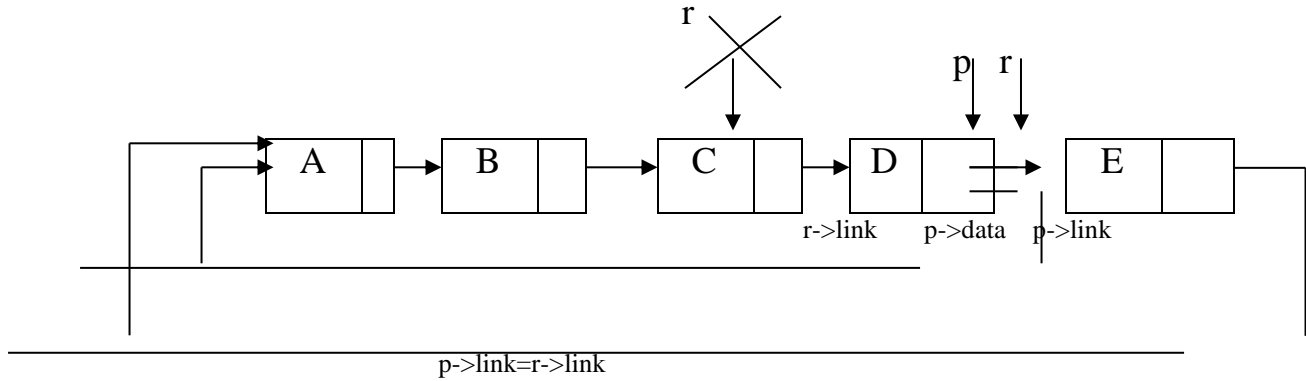 r
p r
A B C D E
r->link p->data p->link
p->link=r->link